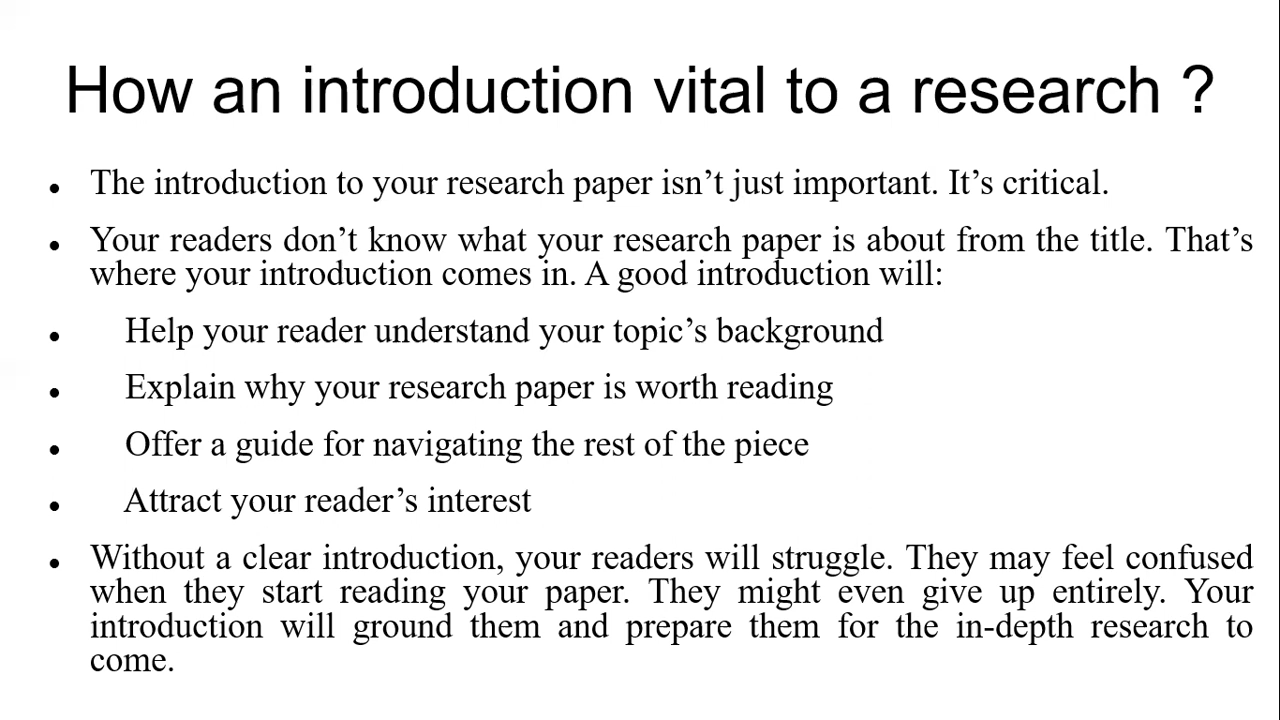 How an introduction vital to a research ?
• The introduction to your research paper isn’t just important. It’s critical.
• Your readers don’t know what your research paper is about from the title. That’s
where your introduction comes in. A good introduction will:
• Help your reader understand your topic’s background
• Explain why your research paper is worth reading
• Offer a guide for navigating the rest of the piece
• Attract your reader’s interest
• Without a clear introduction, your readers will struggle. They may feel confused
when they start reading your paper. They might even give up entirely. Your
introduction will ground them and prepare them for the in-depth research to
come.